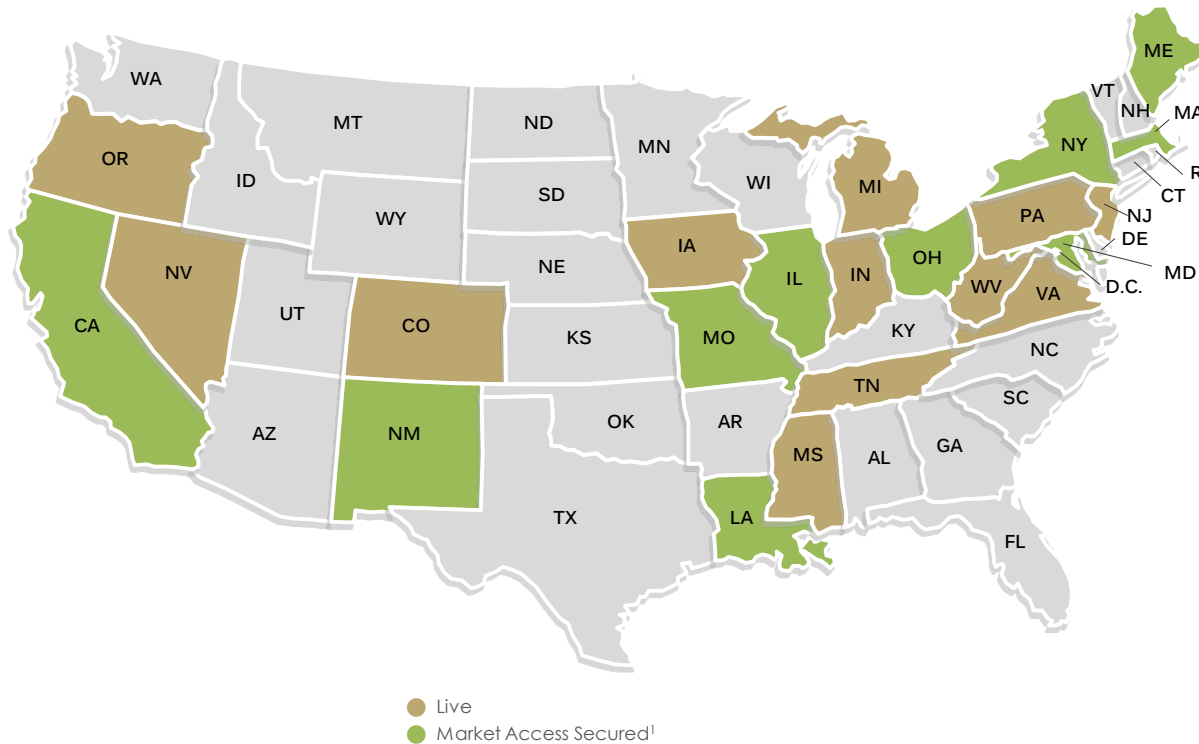 ME
WA
VT
MT
ND
NH
MA
MN
OR
NY
WI
ID
R
SD
MI
CT
WY
PA
NJ
DE
IA
OH
NE
MD
NV
IN
IL
WV
D.C.
VA
UT
CA
CO
KY
KS
MO
NC
TN
SC
OK
AR
AZ
NM
GA
MS
AL
TX
LA
FL
Live
Market Access Secured¹